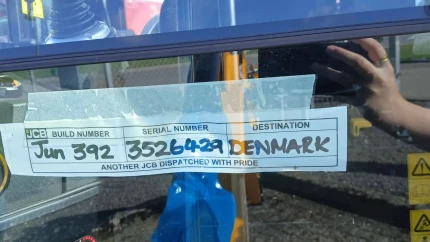 JCB BUILD NUMBER SERIAL NUMBER DESTINATION
Jun 392 3526429 DENMARK
ANOTHER JCB DISPATCHED WITH PRIDE